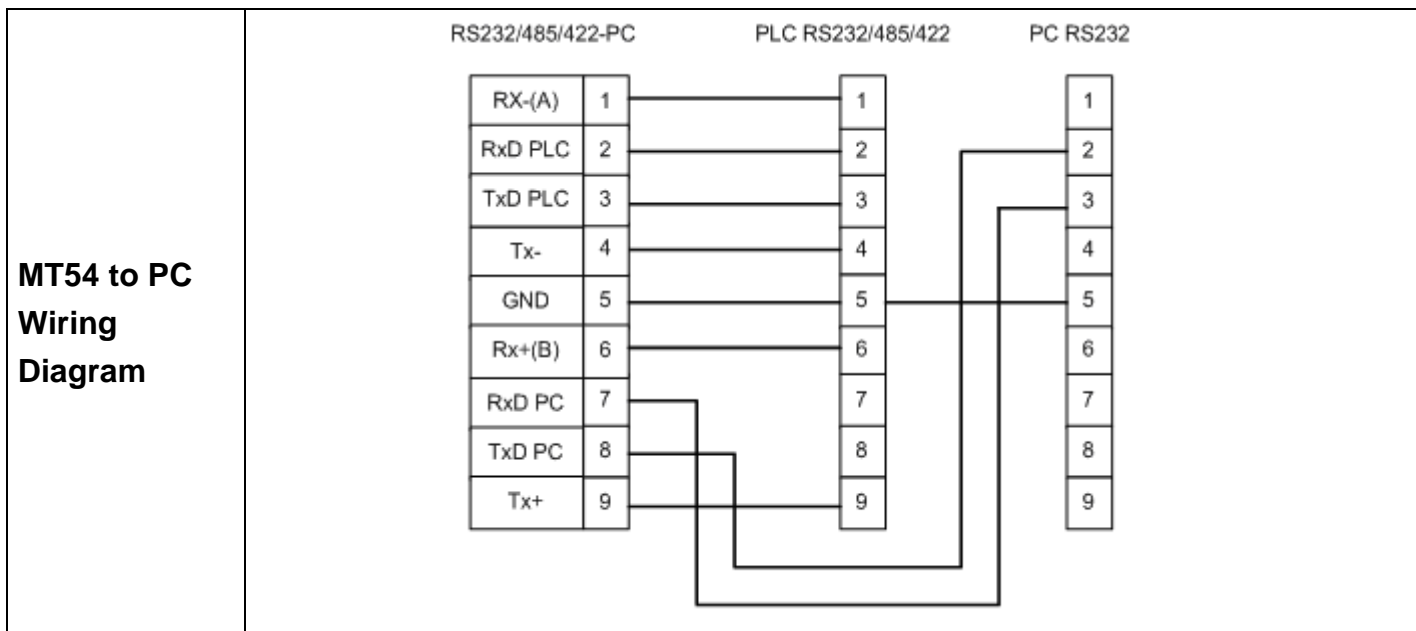 MT54 to PC
Wiring
Diagram
RS232/485/422-PC PLC RS232/485/422 PC RS232
RX-(A) 1 1 1
RxD PLC 2 2 2
TxD PLC 3 3 3
Tx- 4 4 4
GND 5 5 5
Rx+(B) 6 6 6
RxD PC 7 7 7
TxD PC 8 8 8
Tx+ 9 9 9